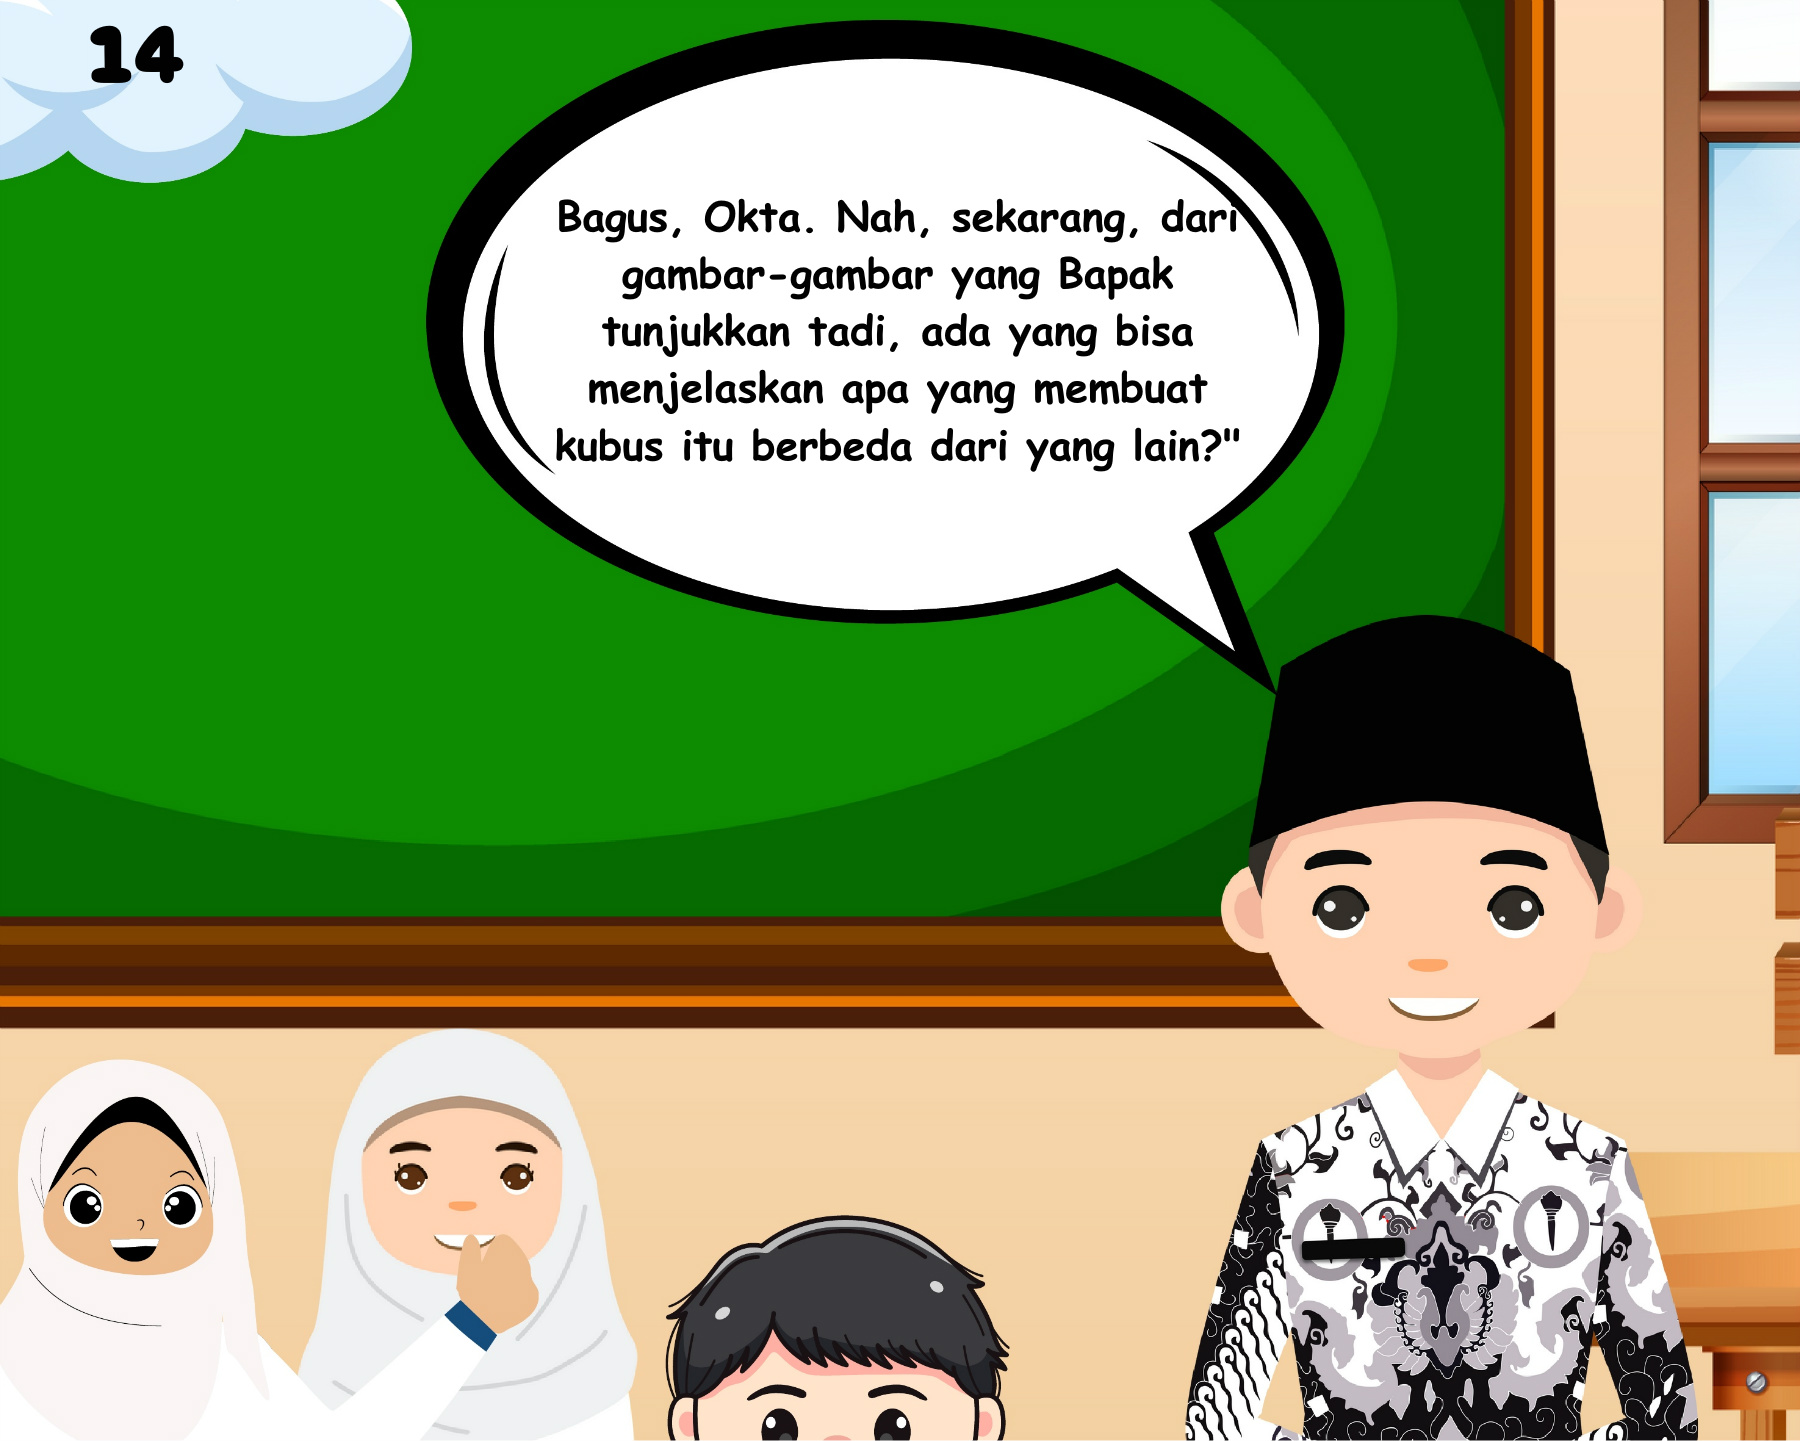 14
Bagus, Okta. Nah, sekarang, dari
gambar-gambar yang Bapak
tunjukkan tadi, ada yang bisa
menjelaskan apa yang membuat
kubus itu berbeda dari yang lain?"